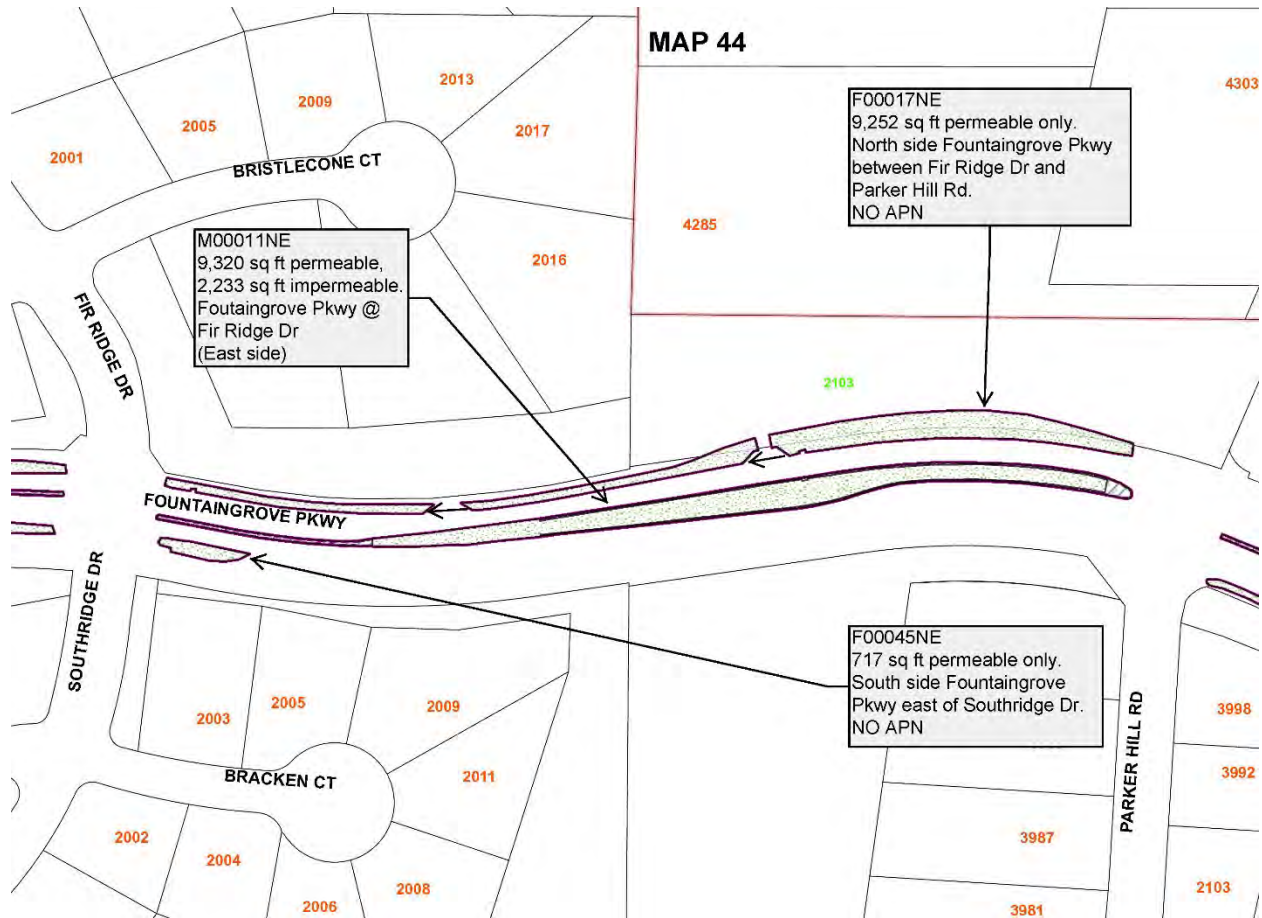 MAP 44
2013
2009
2005
2001
2017
4303
BRISTLECONE CT
F00017NE
9,252 sq ft permeable only.
North side Fountaingrove Pkwy
between Fir Ridge Dr and
Parker Hill Rd.
NO APN
4285
M00011NE
9,320 sq ft permeable,
2,233 sq ft impermeable.
Foutaingrove Pkwy @
Fir Ridge Dr
(East side)
2016
FIR RIDGE DR
2103
FOUNTAINGROVE PKWY
SOUTHRIDGE DR
F00045NE
717 sq ft permeable only.
South side Fountaingrove
Pkwy east of Southridge Dr.
NO APN
2003
2005
2009
2011
BRACKEN CT
2002
2004
2006
2008
PARKER HILL RD
3998
3992
3987
2103
3981